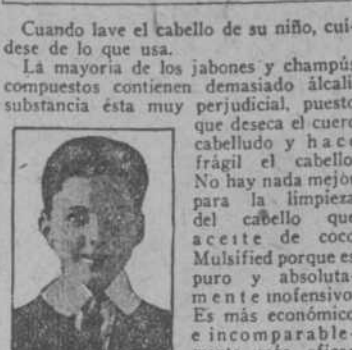 Cuando lave el cabello de su niño, cuí-
dese de lo que usa.
La mayoria de los jabones y champús
compuestos contienen demasiado álcali
substancia ésta muy perjudicial, puesto
que deseca el cuero
cabelludo y hace
frágil el cabello
No hay nada mejor
para la limpieza
del cabello que
aceite de coco
Mulsified porque es
puro y absoluta-
mente inofensivo
Es más económico
e incomparable-